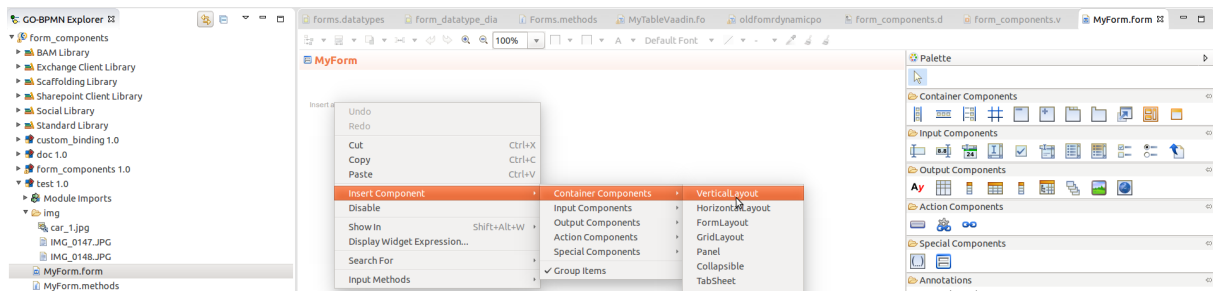 GO-BPMN Explorer
form_components
BAM Library
Exchange Client Library
Scaffolding Library
Sharepoint Client Library
Social Library
Standard Library
custom_binding 1.0
doc 1.0
form_components 1.0
test 1.0
Module Imports
img
car_1.jpg
IMG_0147.JPG
IMG_0148.JPG
MyForm.form
MyForm.methods
forms.datatypes
form_datatype_dia
Forms.methods
MyTableVaadin.fo
oldfomrdynamicpo
form_components.d
form_components.v
MyForm.form
100%
A
Default Font
MyForm
Insert a
Undo
Redo
Cut Ctrl+X
Copy Ctrl+C
Paste Ctrl+V
Insert Component
Disable
Show In Shift+Alt+W
Display Widget Expression...
Search For
Input Methods
Container Components
Input Components
Output Components
Action Components
Special Components
Group Items
VerticalLayout
HorizontalLayout
FormLayout
GridLayout
Panel
Collapsible
TabSheet
Palette
Container Components
Input Components
8.8
24
Output Components
Ay
Action Components
Special Components
(...)
Annotations